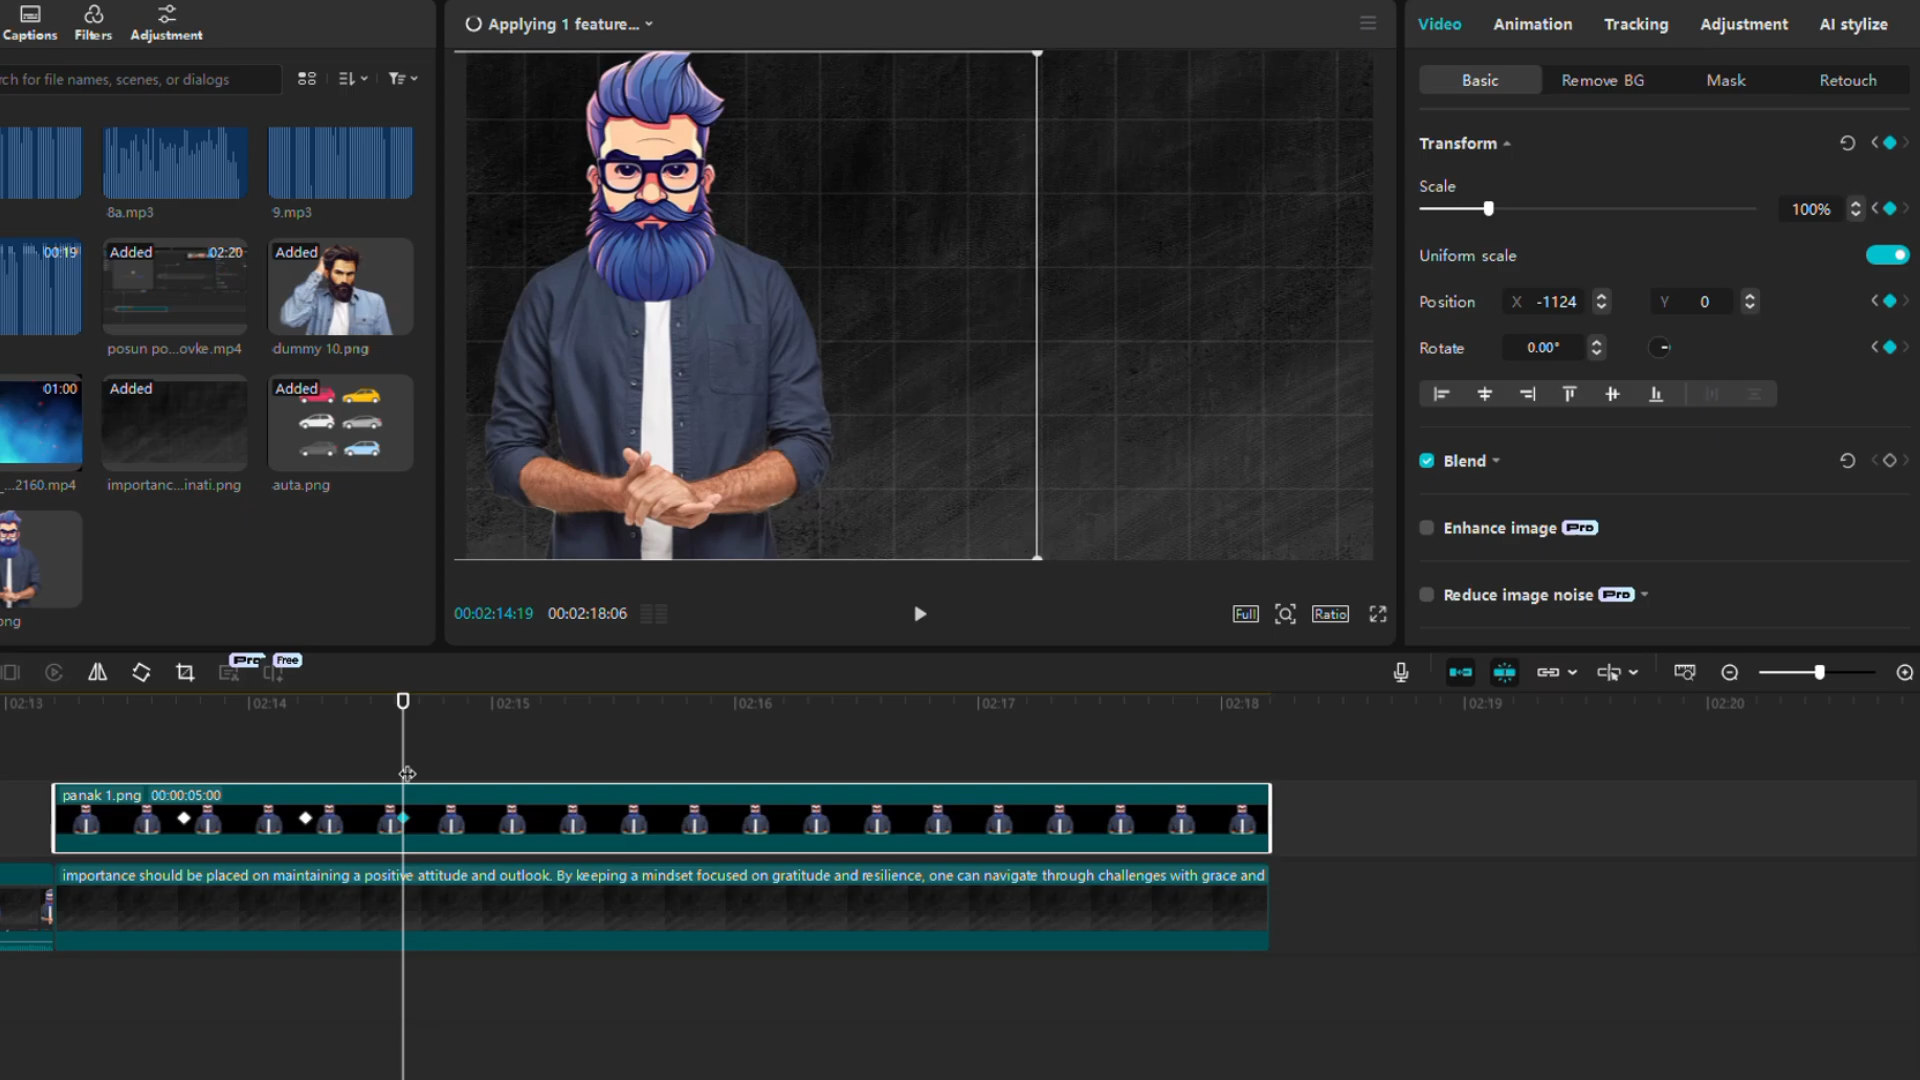 Captions
Filters
Adjustment
Applying 1 feature...
Video
Animation
Tracking
Adjustment
AI stylize
rch for file names, scenes, or dialogs
Basic
Remove BG
Mask
Retouch
Transform
Scale
100%
Uniform scale
Position
X -1124
Y 0
Rotate
0.00°
Blend
Enhance image Pro
Reduce image noise Pro
8a.mp3
9.mp3
00:19
Added
02:20
Added
posun po...ovke.mp4
dummy 10.png
01:00
Added
Added
..._2160.mp4
importanc...inati.png
auta.png
png
00:02:14:19
00:02:18:06
Full
Ratio
Pro
Free
02:13
02:14
02:15
02:16
02:17
02:18
02:19
02:20
panak 1.png 00:00:05:00
importance should be placed on maintaining a positive attitude and outlook. By keeping a mindset focused on gratitude and resilience, one can navigate through challenges with grace and